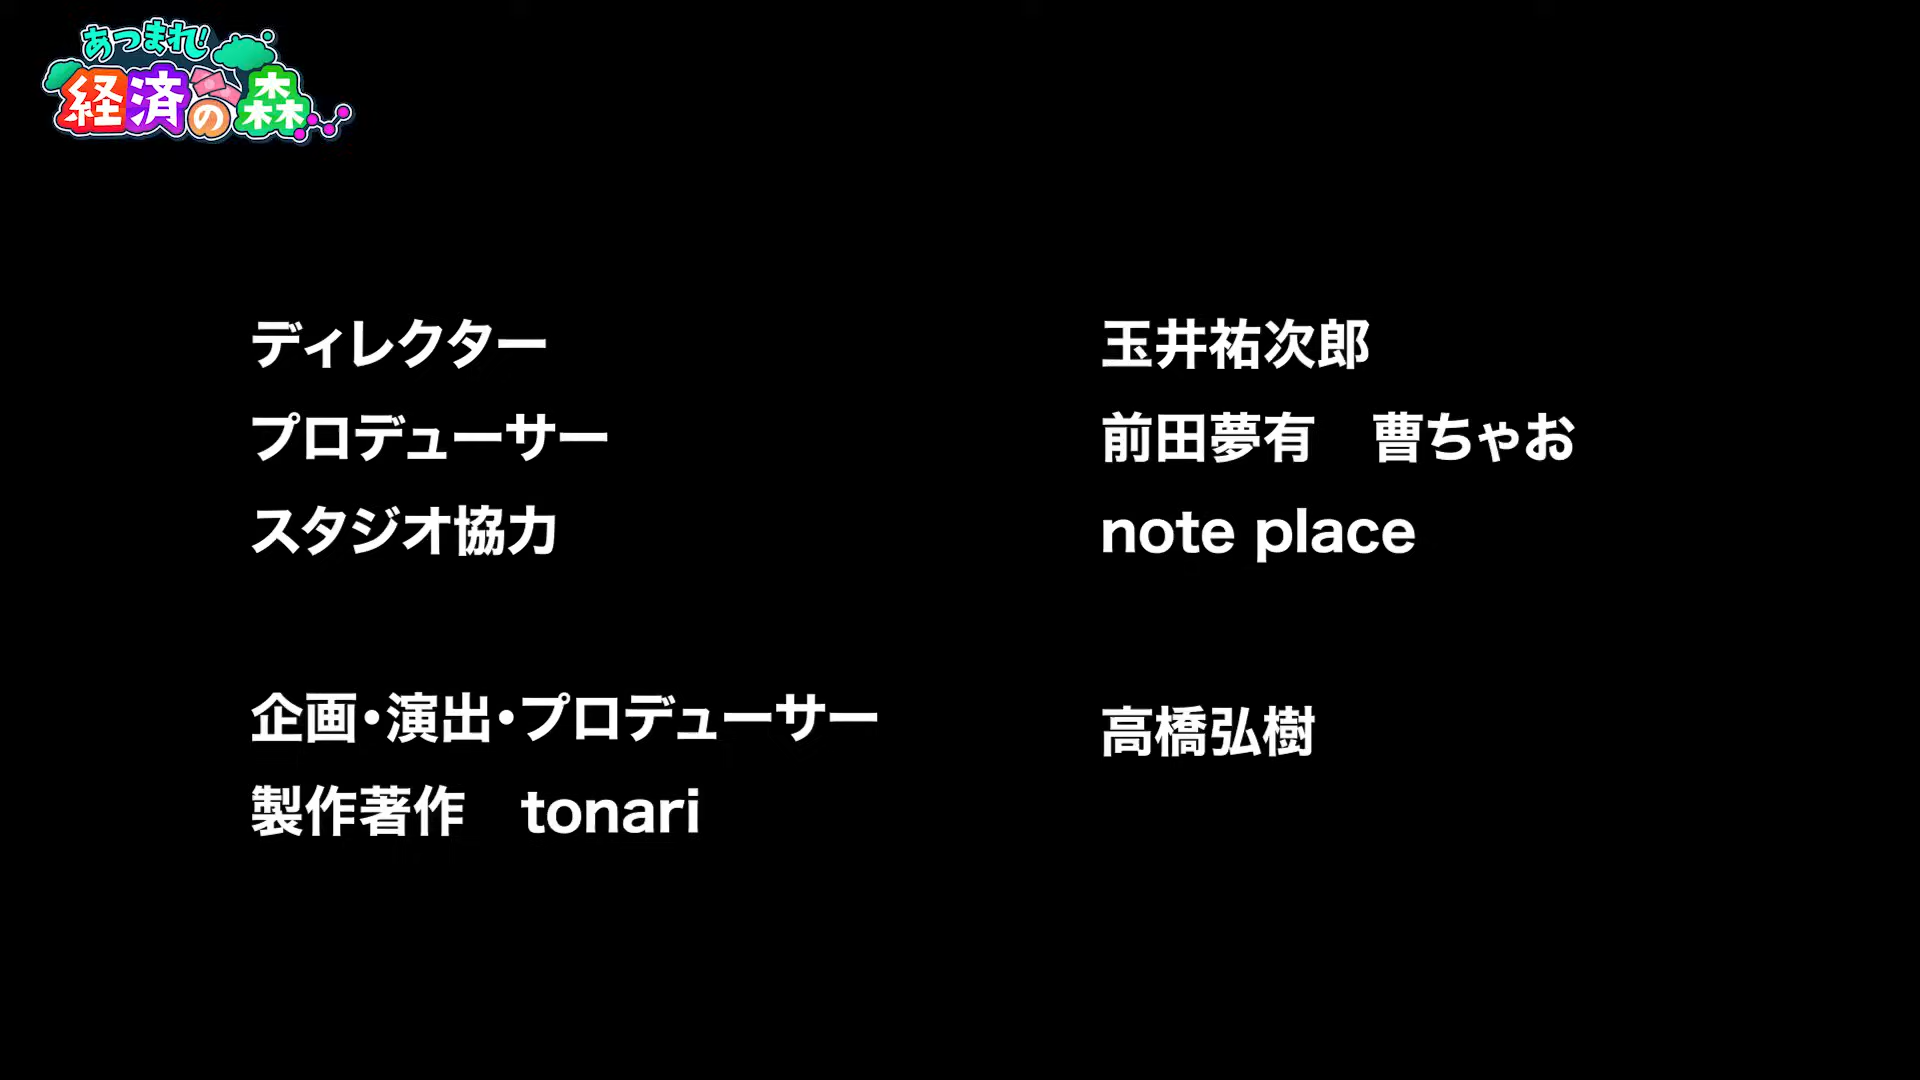 あつまれ!
経済の森
ディレクター　玉井祐次郎
プロデューサー　前田夢有　曹ちゃお
スタジオ協力　note place
企画・演出・プロデューサー　高橋弘樹
製作著作　tonari